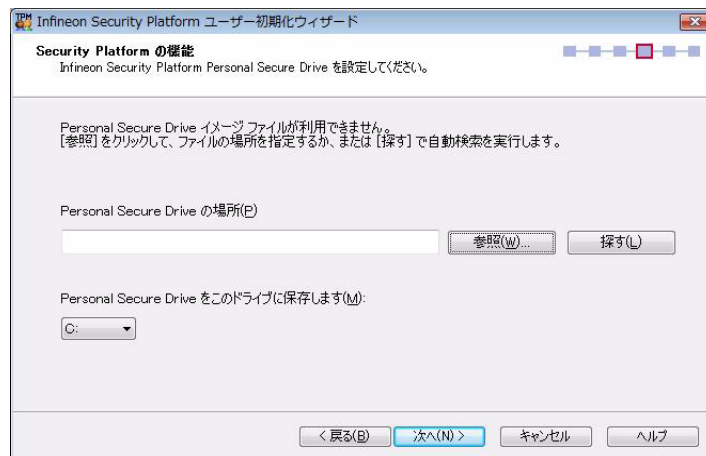 TPM
Infineon Security Platform ユーザー初期化ウィザード
Security Platform の機能
Infineon Security Platform Personal Secure Drive を設定してください。
Personal Secure Drive イメージ ファイルが利用できません。
[参照] をクリックして、ファイルの場所を指定するか、または [探す] で自動検索を実行します。
Personal Secure Drive の場所(P)
参照(W)... 探す(L)
Personal Secure Drive をこのドライブに保存します(M):
C:
< 戻る(B) 次へ(N) > キャンセル ヘルプ